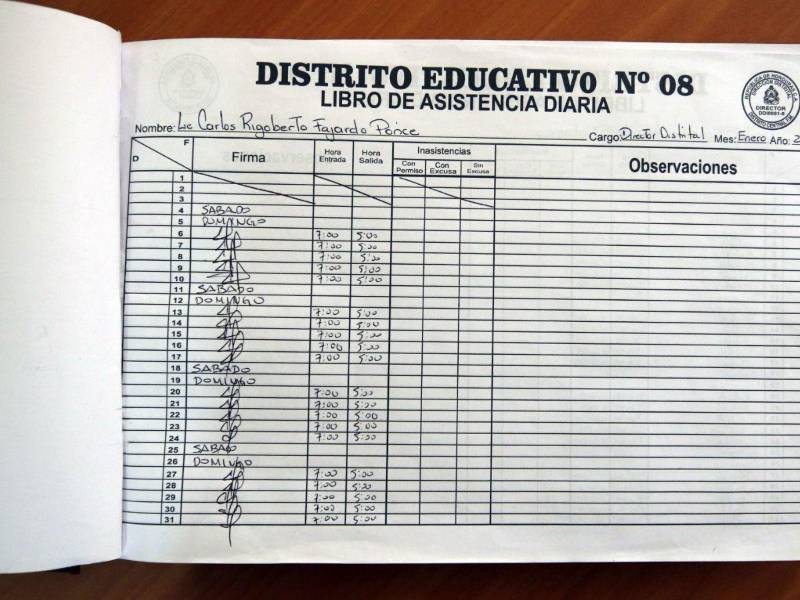 DISTRITO EDUCATIVO Nº 08
LIBRO DE ASISTENCIA DIARIA
REPUBLICA DE HONDURAS C.A.
DIRECTOR
Nombre: Lic Carlos Rigoberto Fajardo Ponce
Cargo: Director Distrital Mes: Enero Año: 2
F
D
Firma
Hora Entrada
Hora Salida
Inasistencias
Con Permiso
Con Excusa
Sin Excusa
Observaciones
1
2
3
4 SABADO
5 DOMINGO
6 7:00 5:00
7 7:00 5:00
8 7:00 5:00
9 7:00 5:00
10 7:00 5:00
11 SABADO
12 DOMINGO
13 7:00 5:00
14 7:00 5:00
15 7:00 5:00
16 7:00 5:00
17 7:00 5:00
18 SABADO
19 DOMINGO
20 7:00 5:00
21 7:00 5:00
22 7:00 5:00
23 7:00 5:00
24 7:00 5:00
25 SABADO
26 DOMINGO
27 7:00 5:00
28 7:00 5:00
29 7:00 5:00
30 7:00 5:00
31 7:00 5:00